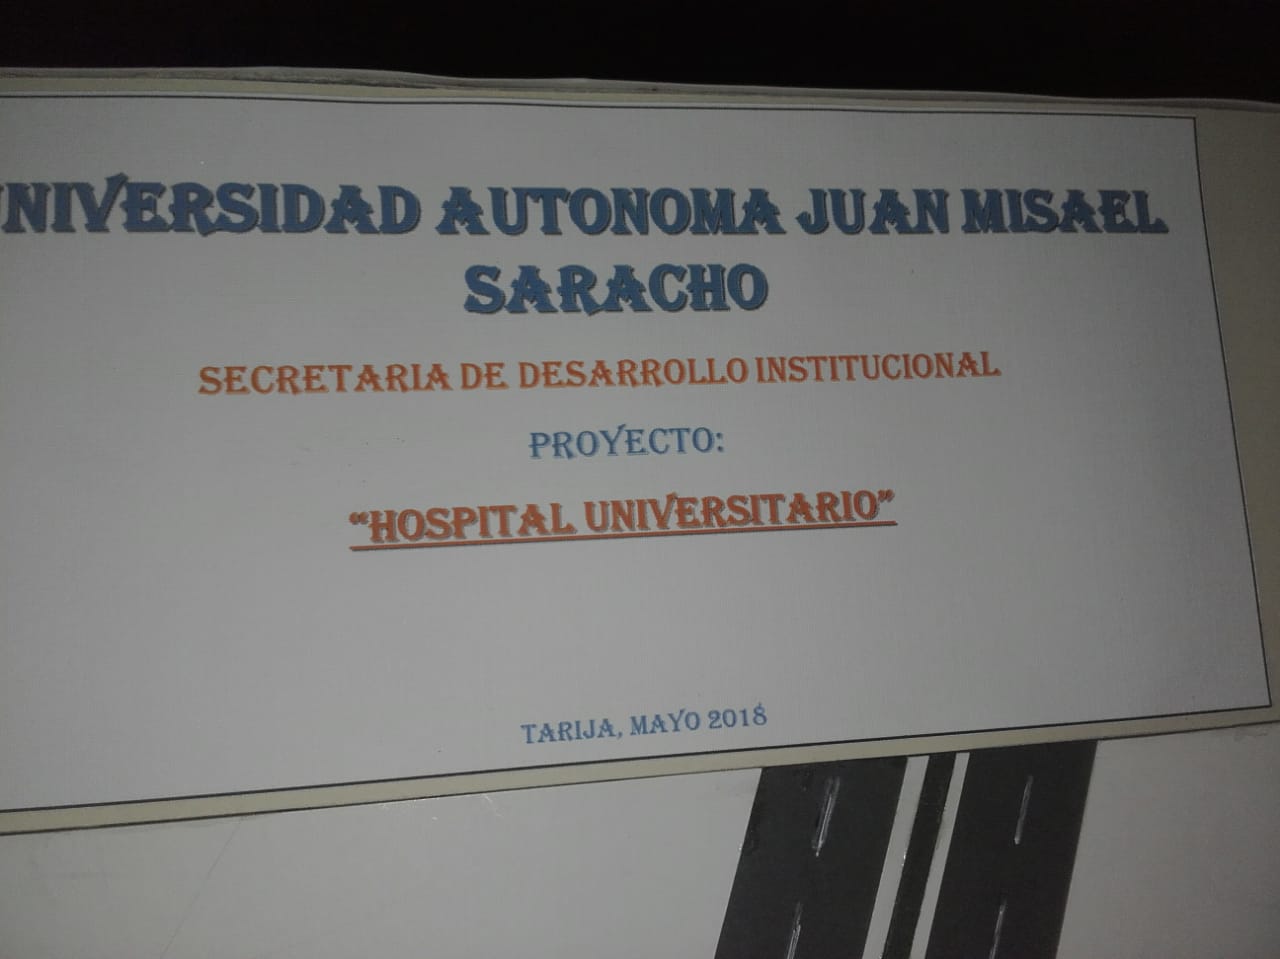 UNIVERSIDAD AUTONOMA JUAN MISAEL
SARACHO
SECRETARIA DE DESARROLLO INSTITUCIONAL
PROYECTO:
“HOSPITAL UNIVERSITARIO”
TARIJA, MAYO 2018